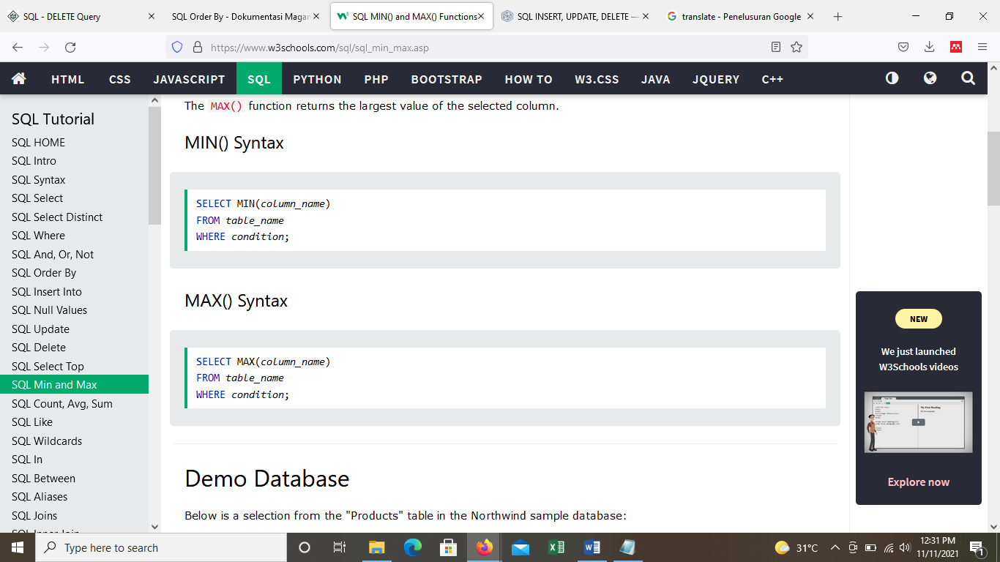 SQL - DELETE Query
SQL Order By - Dokumentasi Magan
SQL MIN() and MAX() Functions
SQL INSERT, UPDATE, DELETE —
translate - Penelusuran Google
https://www.w3schools.com/sql/sql_min_max.asp
HTML CSS JAVASCRIPT SQL PYTHON PHP BOOTSTRAP HOW TO W3.CSS JAVA JQUERY C++
SQL Tutorial
SQL HOME
SQL Intro
SQL Syntax
SQL Select
SQL Select Distinct
SQL Where
SQL And, Or, Not
SQL Order By
SQL Insert Into
SQL Null Values
SQL Update
SQL Delete
SQL Select Top
SQL Min and Max
SQL Count, Avg, Sum
SQL Like
SQL Wildcards
SQL In
SQL Between
SQL Aliases
SQL Joins
SQL Inner Join
The MAX() function returns the largest value of the selected column.
MIN() Syntax
SELECT MIN(column_name)
FROM table_name
WHERE condition;
MAX() Syntax
SELECT MAX(column_name)
FROM table_name
WHERE condition;
Demo Database
Below is a selection from the "Products" table in the Northwind sample database:
NEW
We just launched
W3Schools videos
Explore now
Type here to search
31°C
12:31 PM
11/11/2021
1